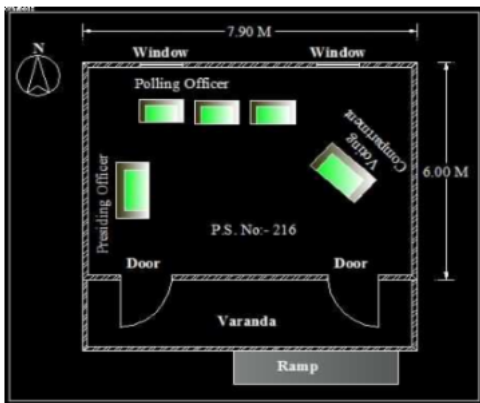 7.90 M
N
Window
Window
Polling Officer
Voting
Compartment
6.00 M
Presiding Officer
P.S. No:- 216
Door
Door
Varanda
Ramp